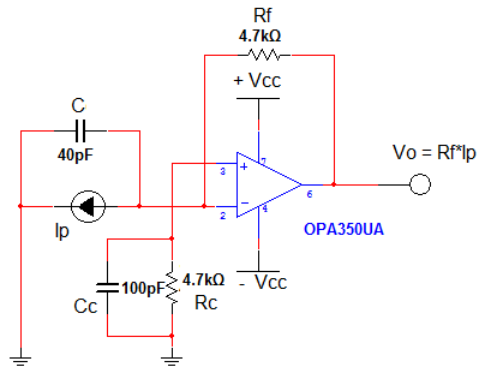 Rf
4.7kΩ
+ Vcc
C
40pF
Vo = Rf*Ip
7
3
+
6
−
2
4
OPA350UA
Ip
- Vcc
100pF
4.7kΩ
Cc
Rc